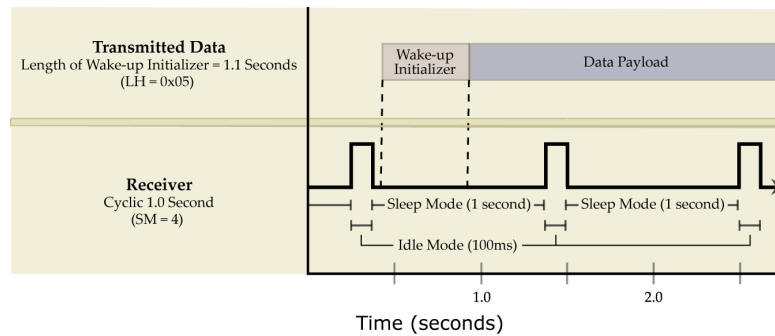 Transmitted Data
Length of Wake-up Initializer = 1.1 Seconds
(LH = 0x05)
Wake-up
Initializer
Data Payload
Receiver
Cyclic 1.0 Second
(SM = 4)
Sleep Mode (1 second)
Sleep Mode (1 second)
Idle Mode (100ms)
1.0
2.0
Time (seconds)